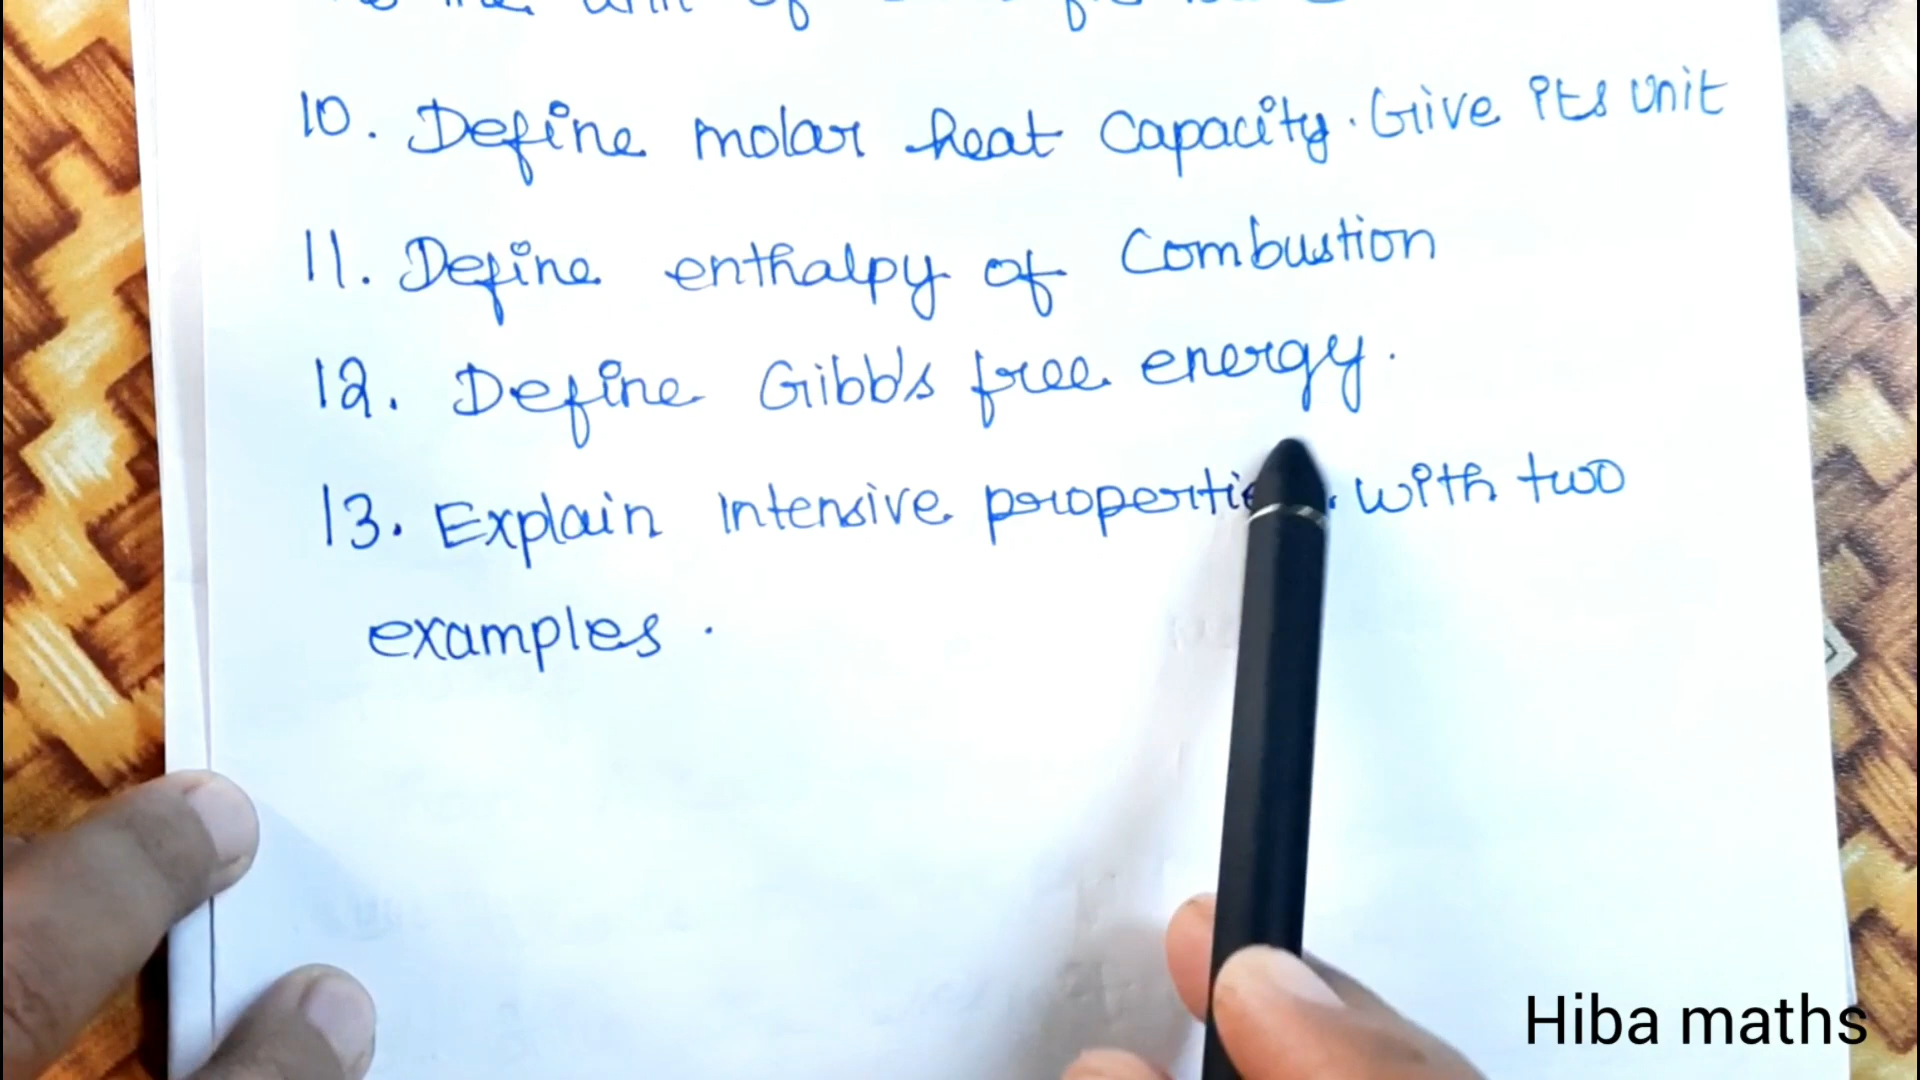 10. Define molar heat capacity. Give its unit
11. Define enthalpy of combustion
12. Define Gibb's free energy.
13. Explain intensive with two
examples.
Hiba maths